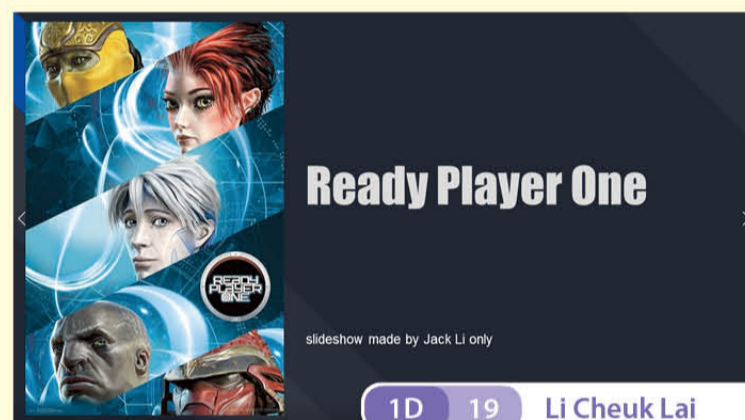 READY
PLAYER
ONE
Ready Player One
slideshow made by Jack Li only
1D 19 Li Cheuk Lai